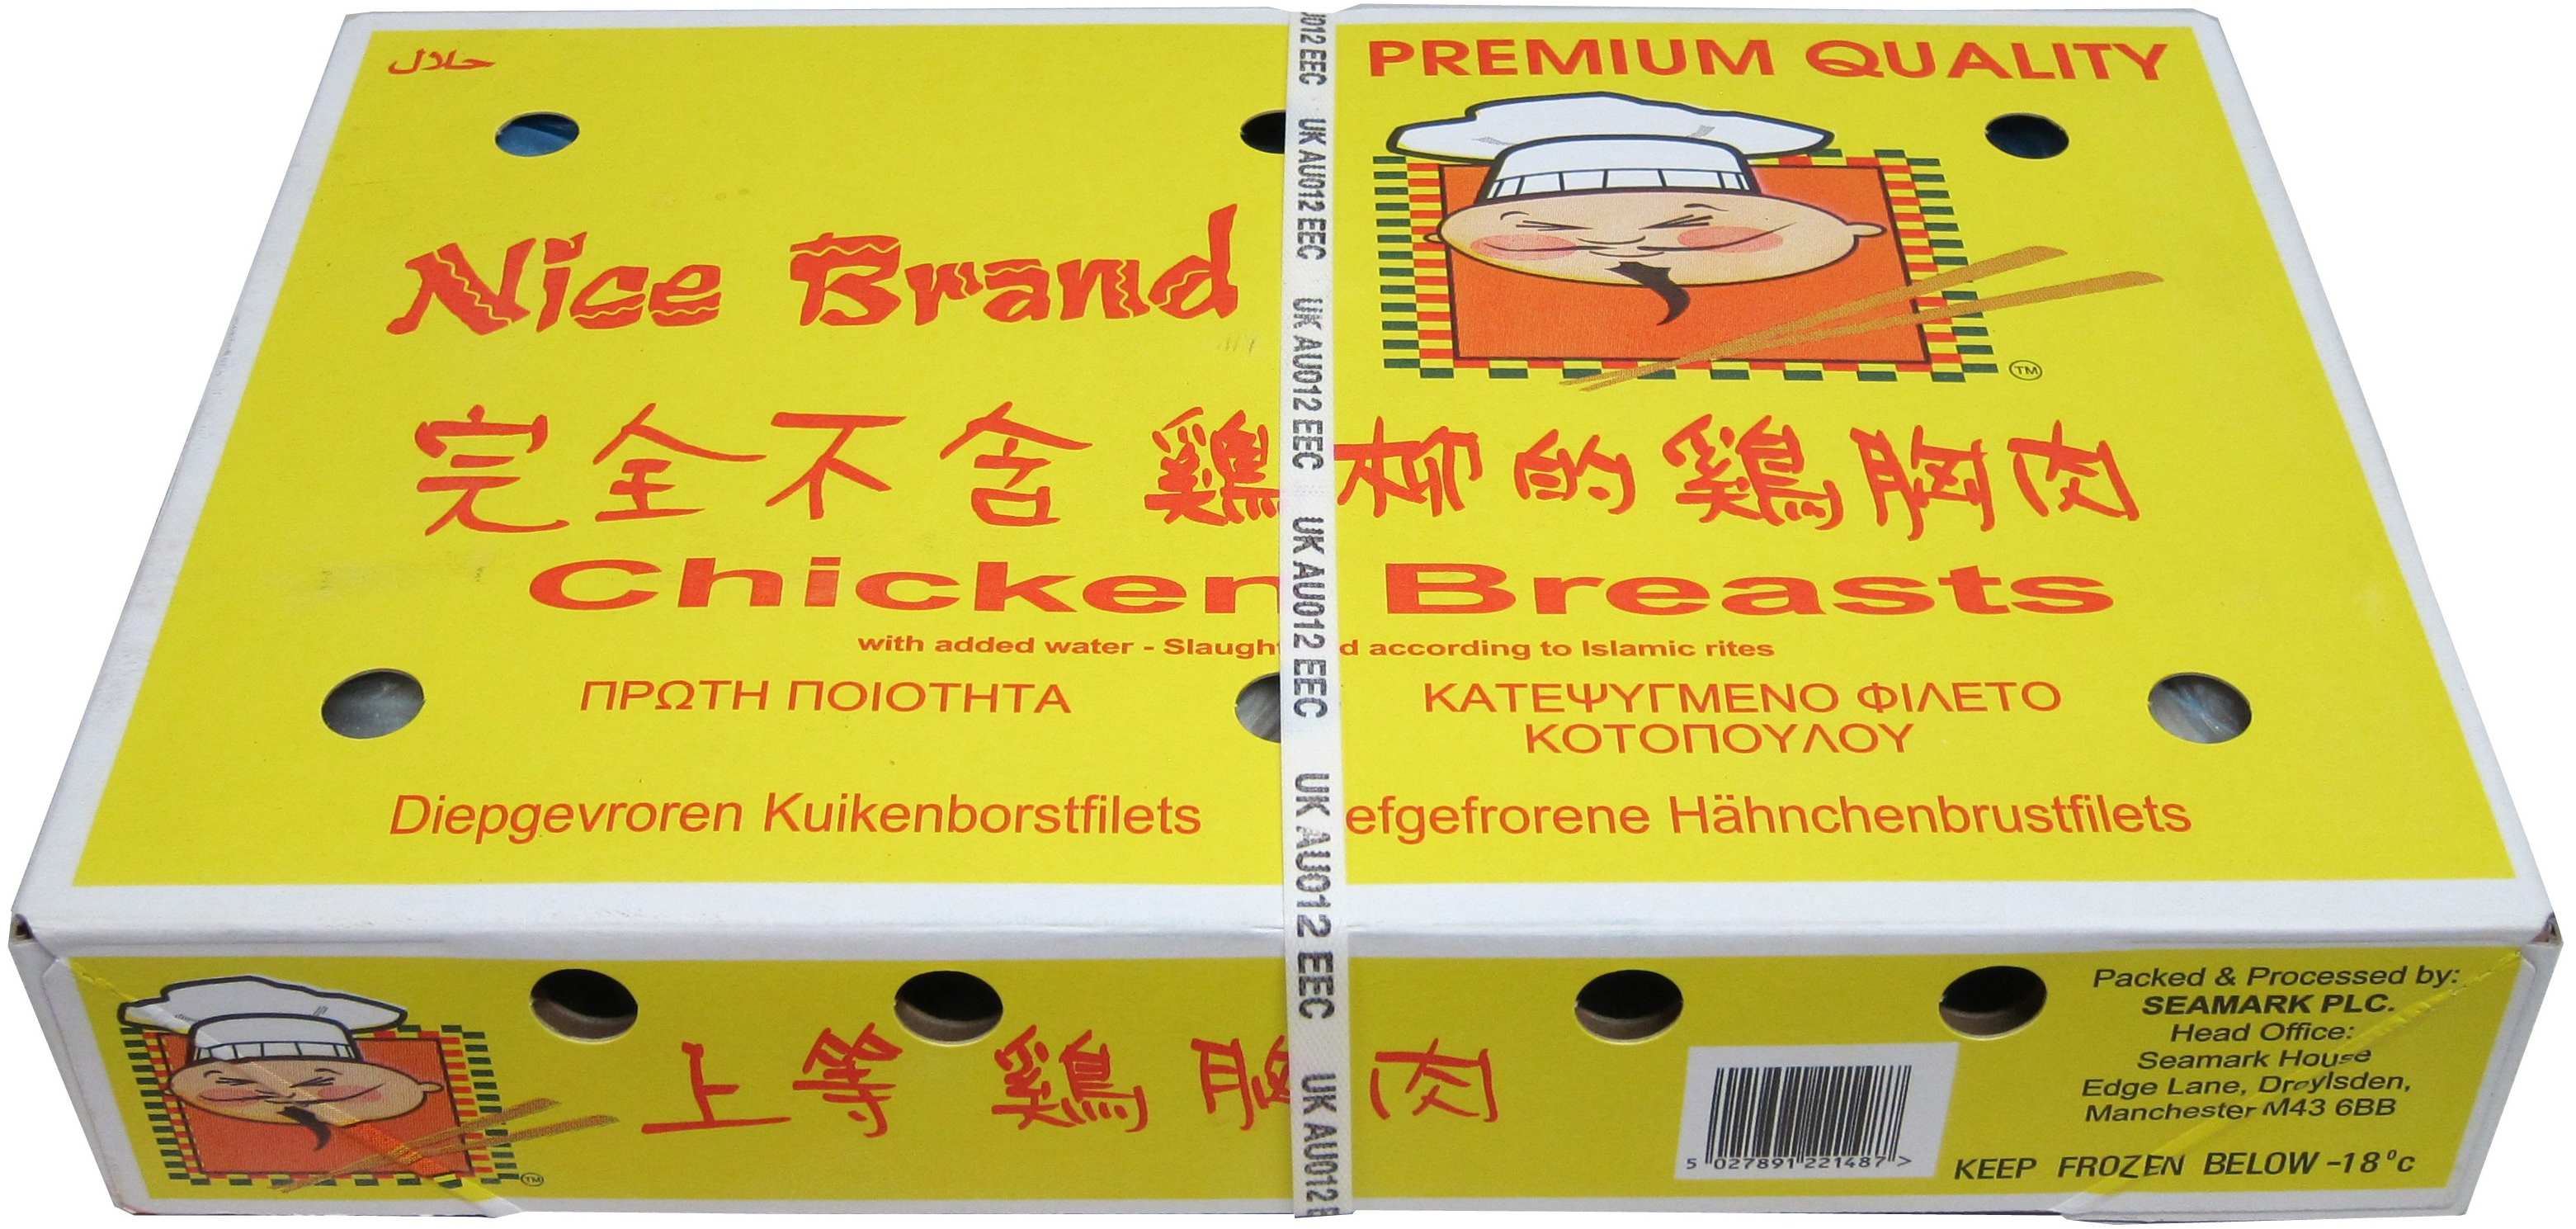 حلال
PREMIUM QUALITY
Nice Brand
TM
完全不含鷄柳的鷄胸肉
Chicken Breasts
with added water - Slaugh d according to Islamic rites
ΠΡΩΤΗ ΠΟΙΟΤΗΤΑ
ΚΑΤΕΨΥΓΜΕΝΟ ΦΙΛΕΤΟ
ΚΟΤΟΠΟΥΛΟΥ
Diepgevroren Kuikenborstfilets
efgefrorene Hähnchenbrustfilets
UK AU012 EEC UK AU012 EEC UK AU012 EEC UK AU012 EEC UK AU012
上等鷄胸肉
TM
5 027891 221487 >
Packed & Processed by:
SEAMARK PLC.
Head Office:
Seamark House
Edge Lane, Droylsden,
Manchester M43 6BB
KEEP FROZEN BELOW -18°c